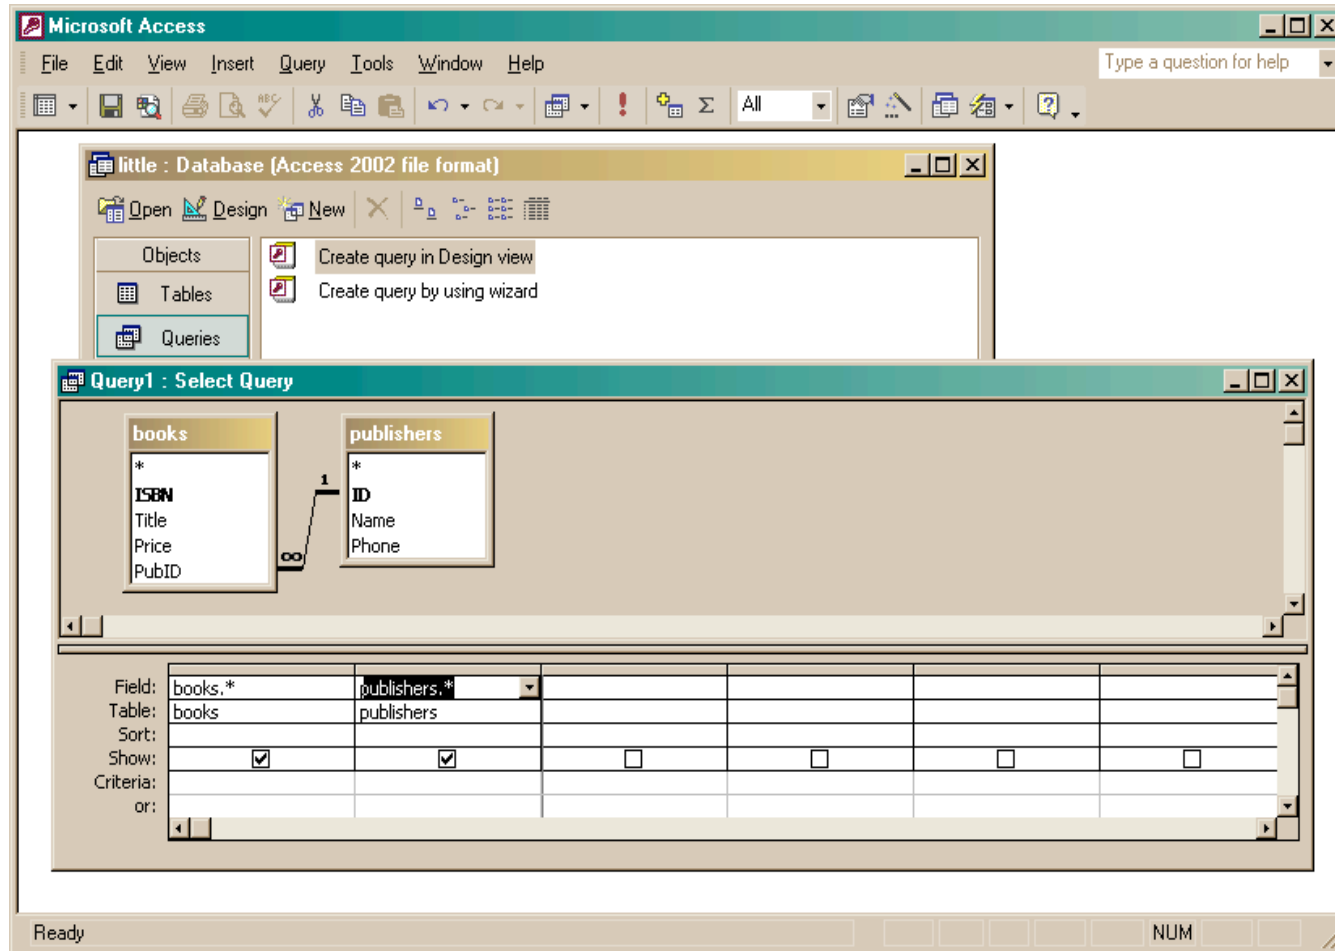 Microsoft Access
File Edit View Insert Query Tools Window Help
Type a question for help
ABC
All
little : Database (Access 2002 file format)
Open Design New
Objects
Tables
Queries
Create query in Design view
Create query by using wizard
Query1 : Select Query
books
*
ISBN
Title
Price
PubID
∞
1
publishers
*
ID
Name
Phone
Field: books.* publishers.*
Table: books publishers
Sort:
Show:
Criteria:
or:
Ready
NUM